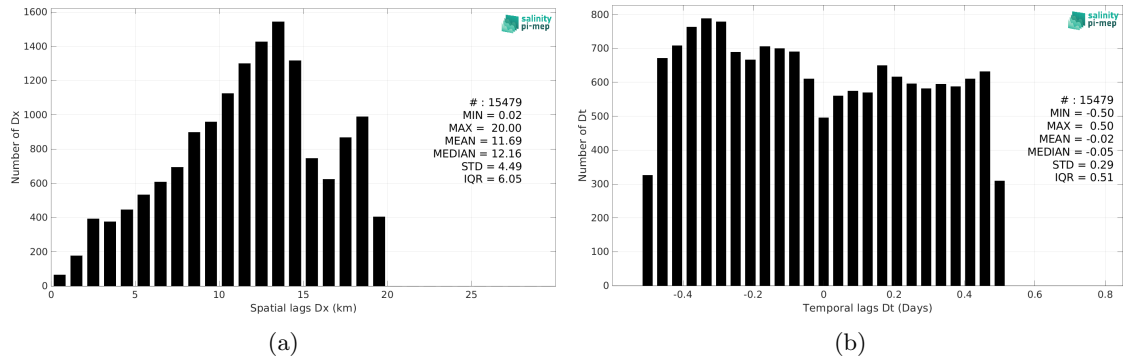 1600
1400
1200
1000
800
600
400
200
0
Number of Dx
salinity
pi-mep
# : 15479
MIN = 0.02
MAX = 20.00
MEAN = 11.69
MEDIAN = 12.16
STD = 4.49
IQR = 6.05
0 5 10 15 20 25
Spatial lags Dx (km)
(a)
800
700
600
500
400
300
200
100
0
Number of Dt
salinity
pi-mep
# : 15479
MIN = -0.50
MAX = 0.50
MEAN = -0.02
MEDIAN = -0.05
STD = 0.29
IQR = 0.51
-0.4 -0.2 0 0.2 0.4 0.6 0.8
Temporal lags Dt (Days)
(b)